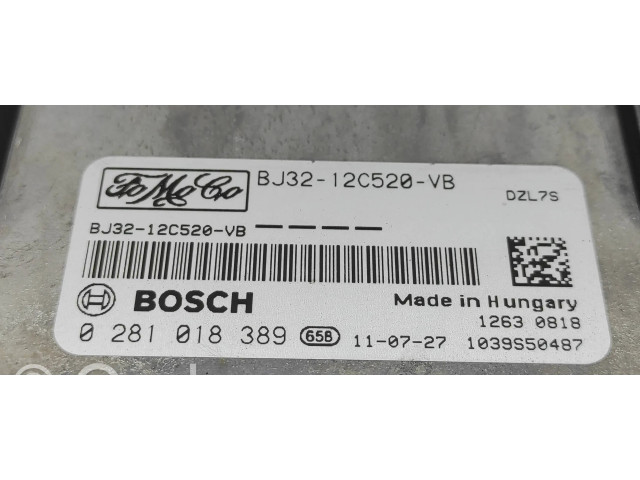 FoMoCo BJ32-12C520-VB DZL7S
BJ32-12C520-VB — — — —
BOSCH Made in Hungary
1263 0818
0 281 018 389 658 11-07-27 1039S50487
©